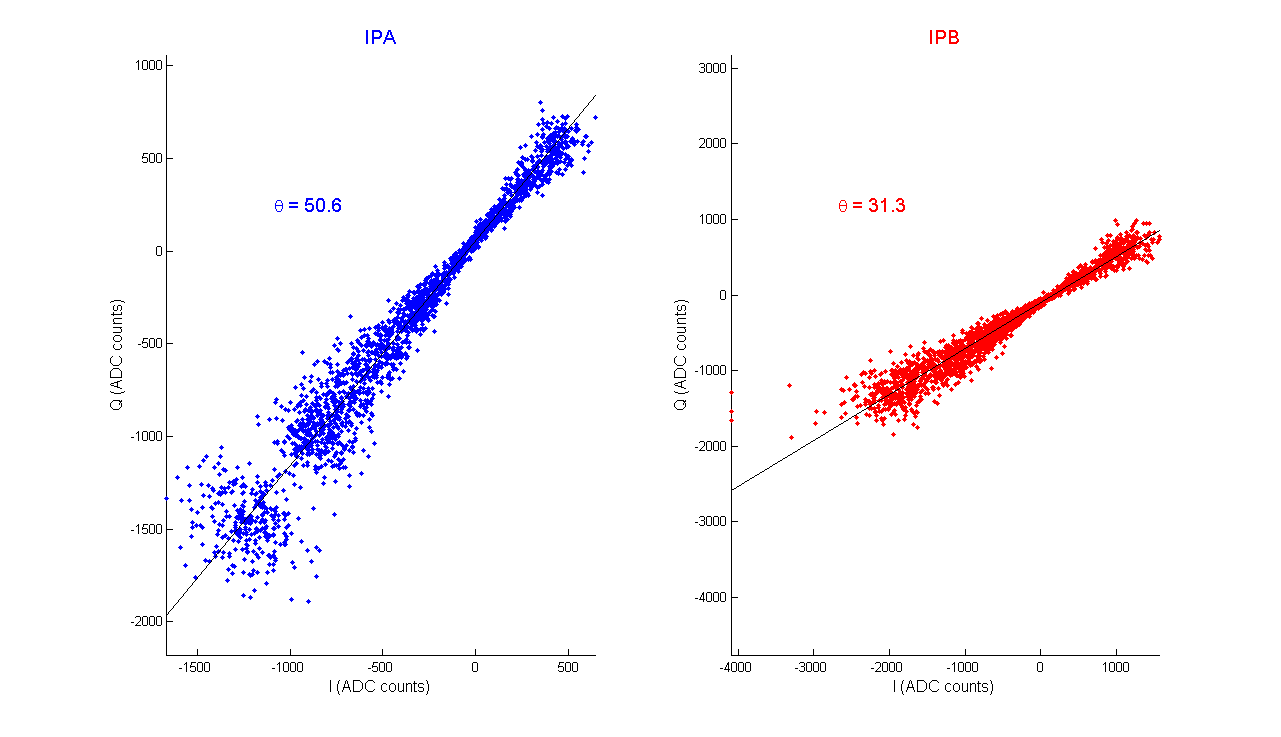 IPA
1000
500
0
-500
-1000
-1500
-2000
Q (ADC counts)
θ = 50.6
-1500 -1000 -500 0 500
I (ADC counts)
IPB
3000
2000
1000
0
-1000
-2000
-3000
-4000
Q (ADC counts)
θ = 31.3
-4000 -3000 -2000 -1000 0 1000
I (ADC counts)